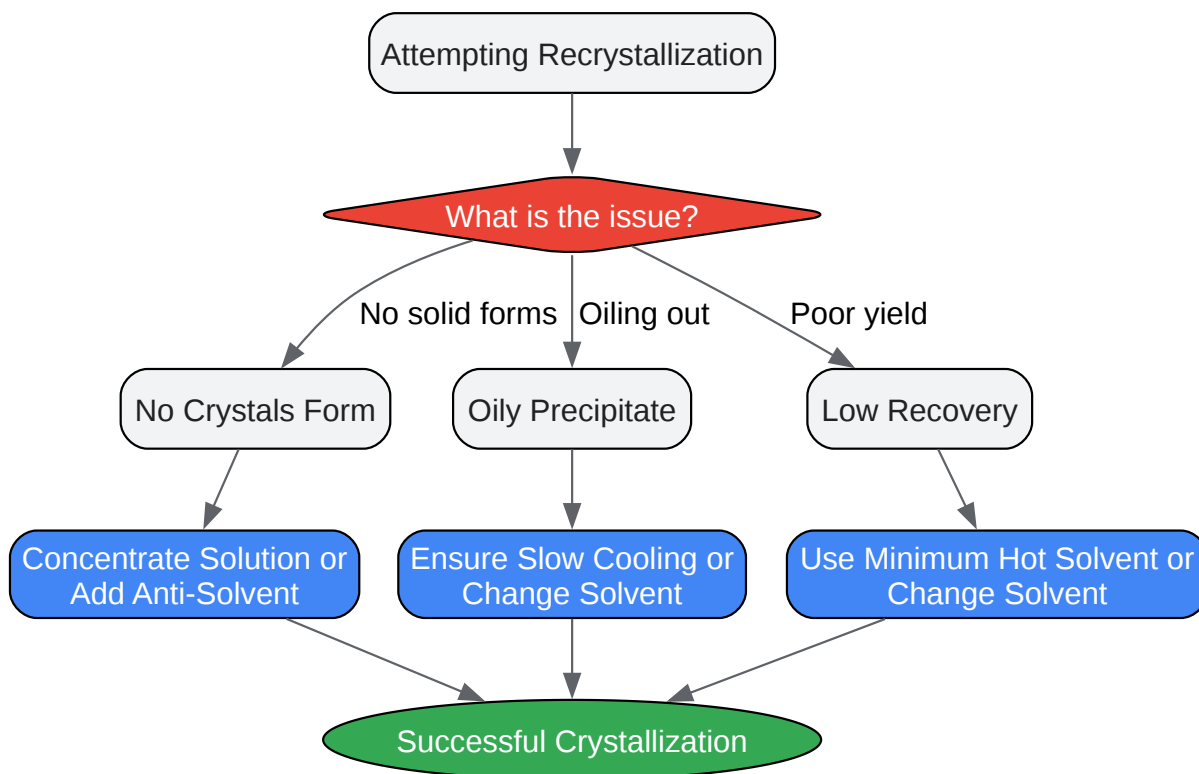 Attempting Recrystallization
What is the issue?
No solid forms
Oiling out
Poor yield
No Crystals Form
Oily Precipitate
Low Recovery
Concentrate Solution or
Add Anti-Solvent
Ensure Slow Cooling or
Change Solvent
Use Minimum Hot Solvent or
Change Solvent
Successful Crystallization